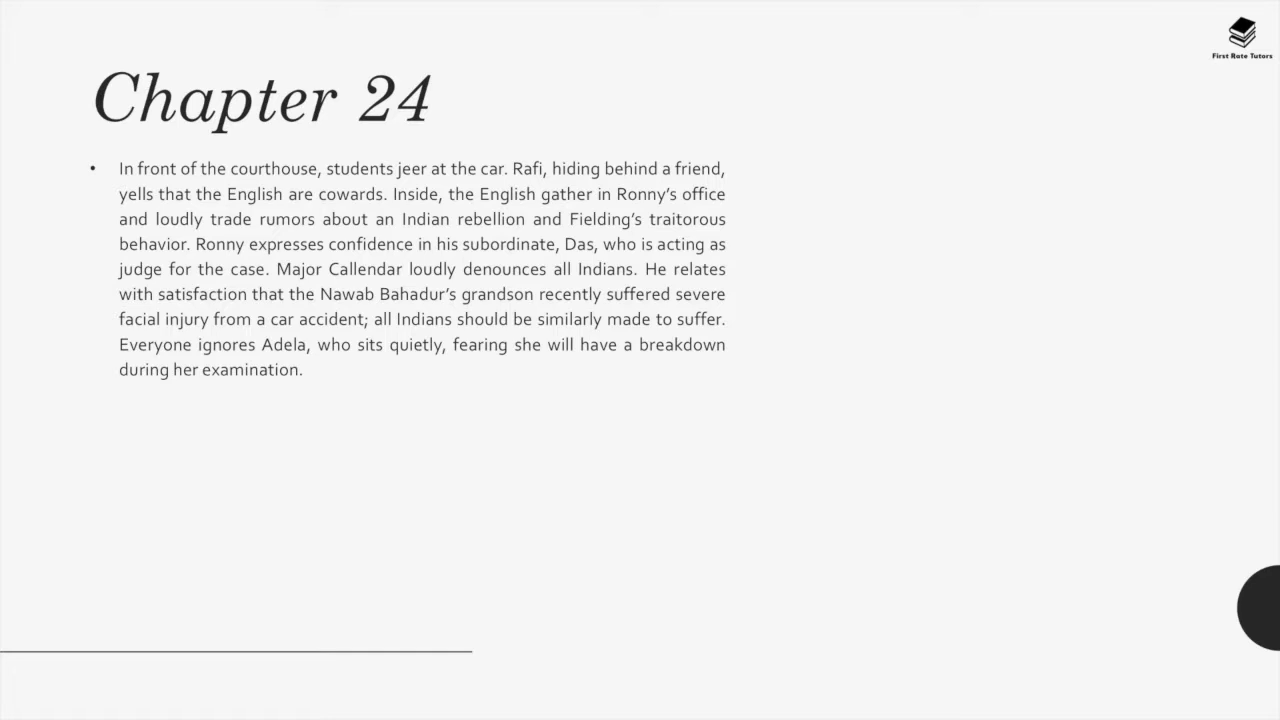 First Rate Tutors
Chapter 24
• In front of the courthouse, students jeer at the car. Rafi, hiding behind a friend,
yells that the English are cowards. Inside, the English gather in Ronny’s office
and loudly trade rumors about an Indian rebellion and Fielding’s traitorous
behavior. Ronny expresses confidence in his subordinate, Das, who is acting as
judge for the case. Major Callendar loudly denounces all Indians. He relates
with satisfaction that the Nawab Bahadur’s grandson recently suffered severe
facial injury from a car accident; all Indians should be similarly made to suffer.
Everyone ignores Adela, who sits quietly, fearing she will have a breakdown
during her examination.